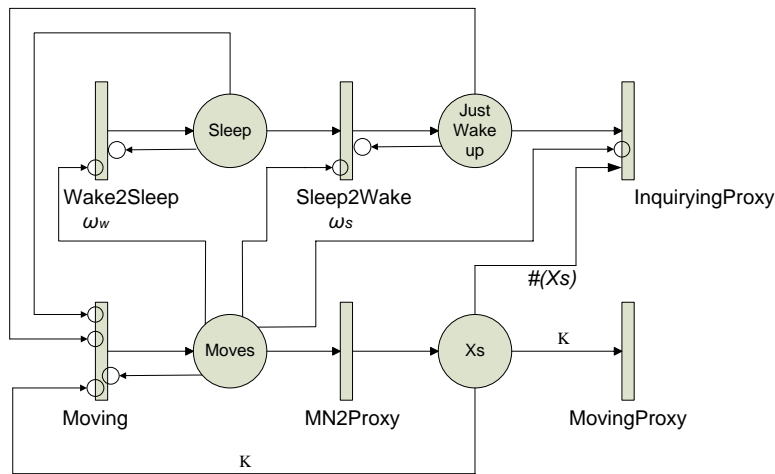 Sleep
Just
Wake
up
Wake2Sleep
ωw
Sleep2Wake
ωs
InquiryingProxy
#(Xs)
Moves
Xs
K
Moving
MN2Proxy
MovingProxy
K